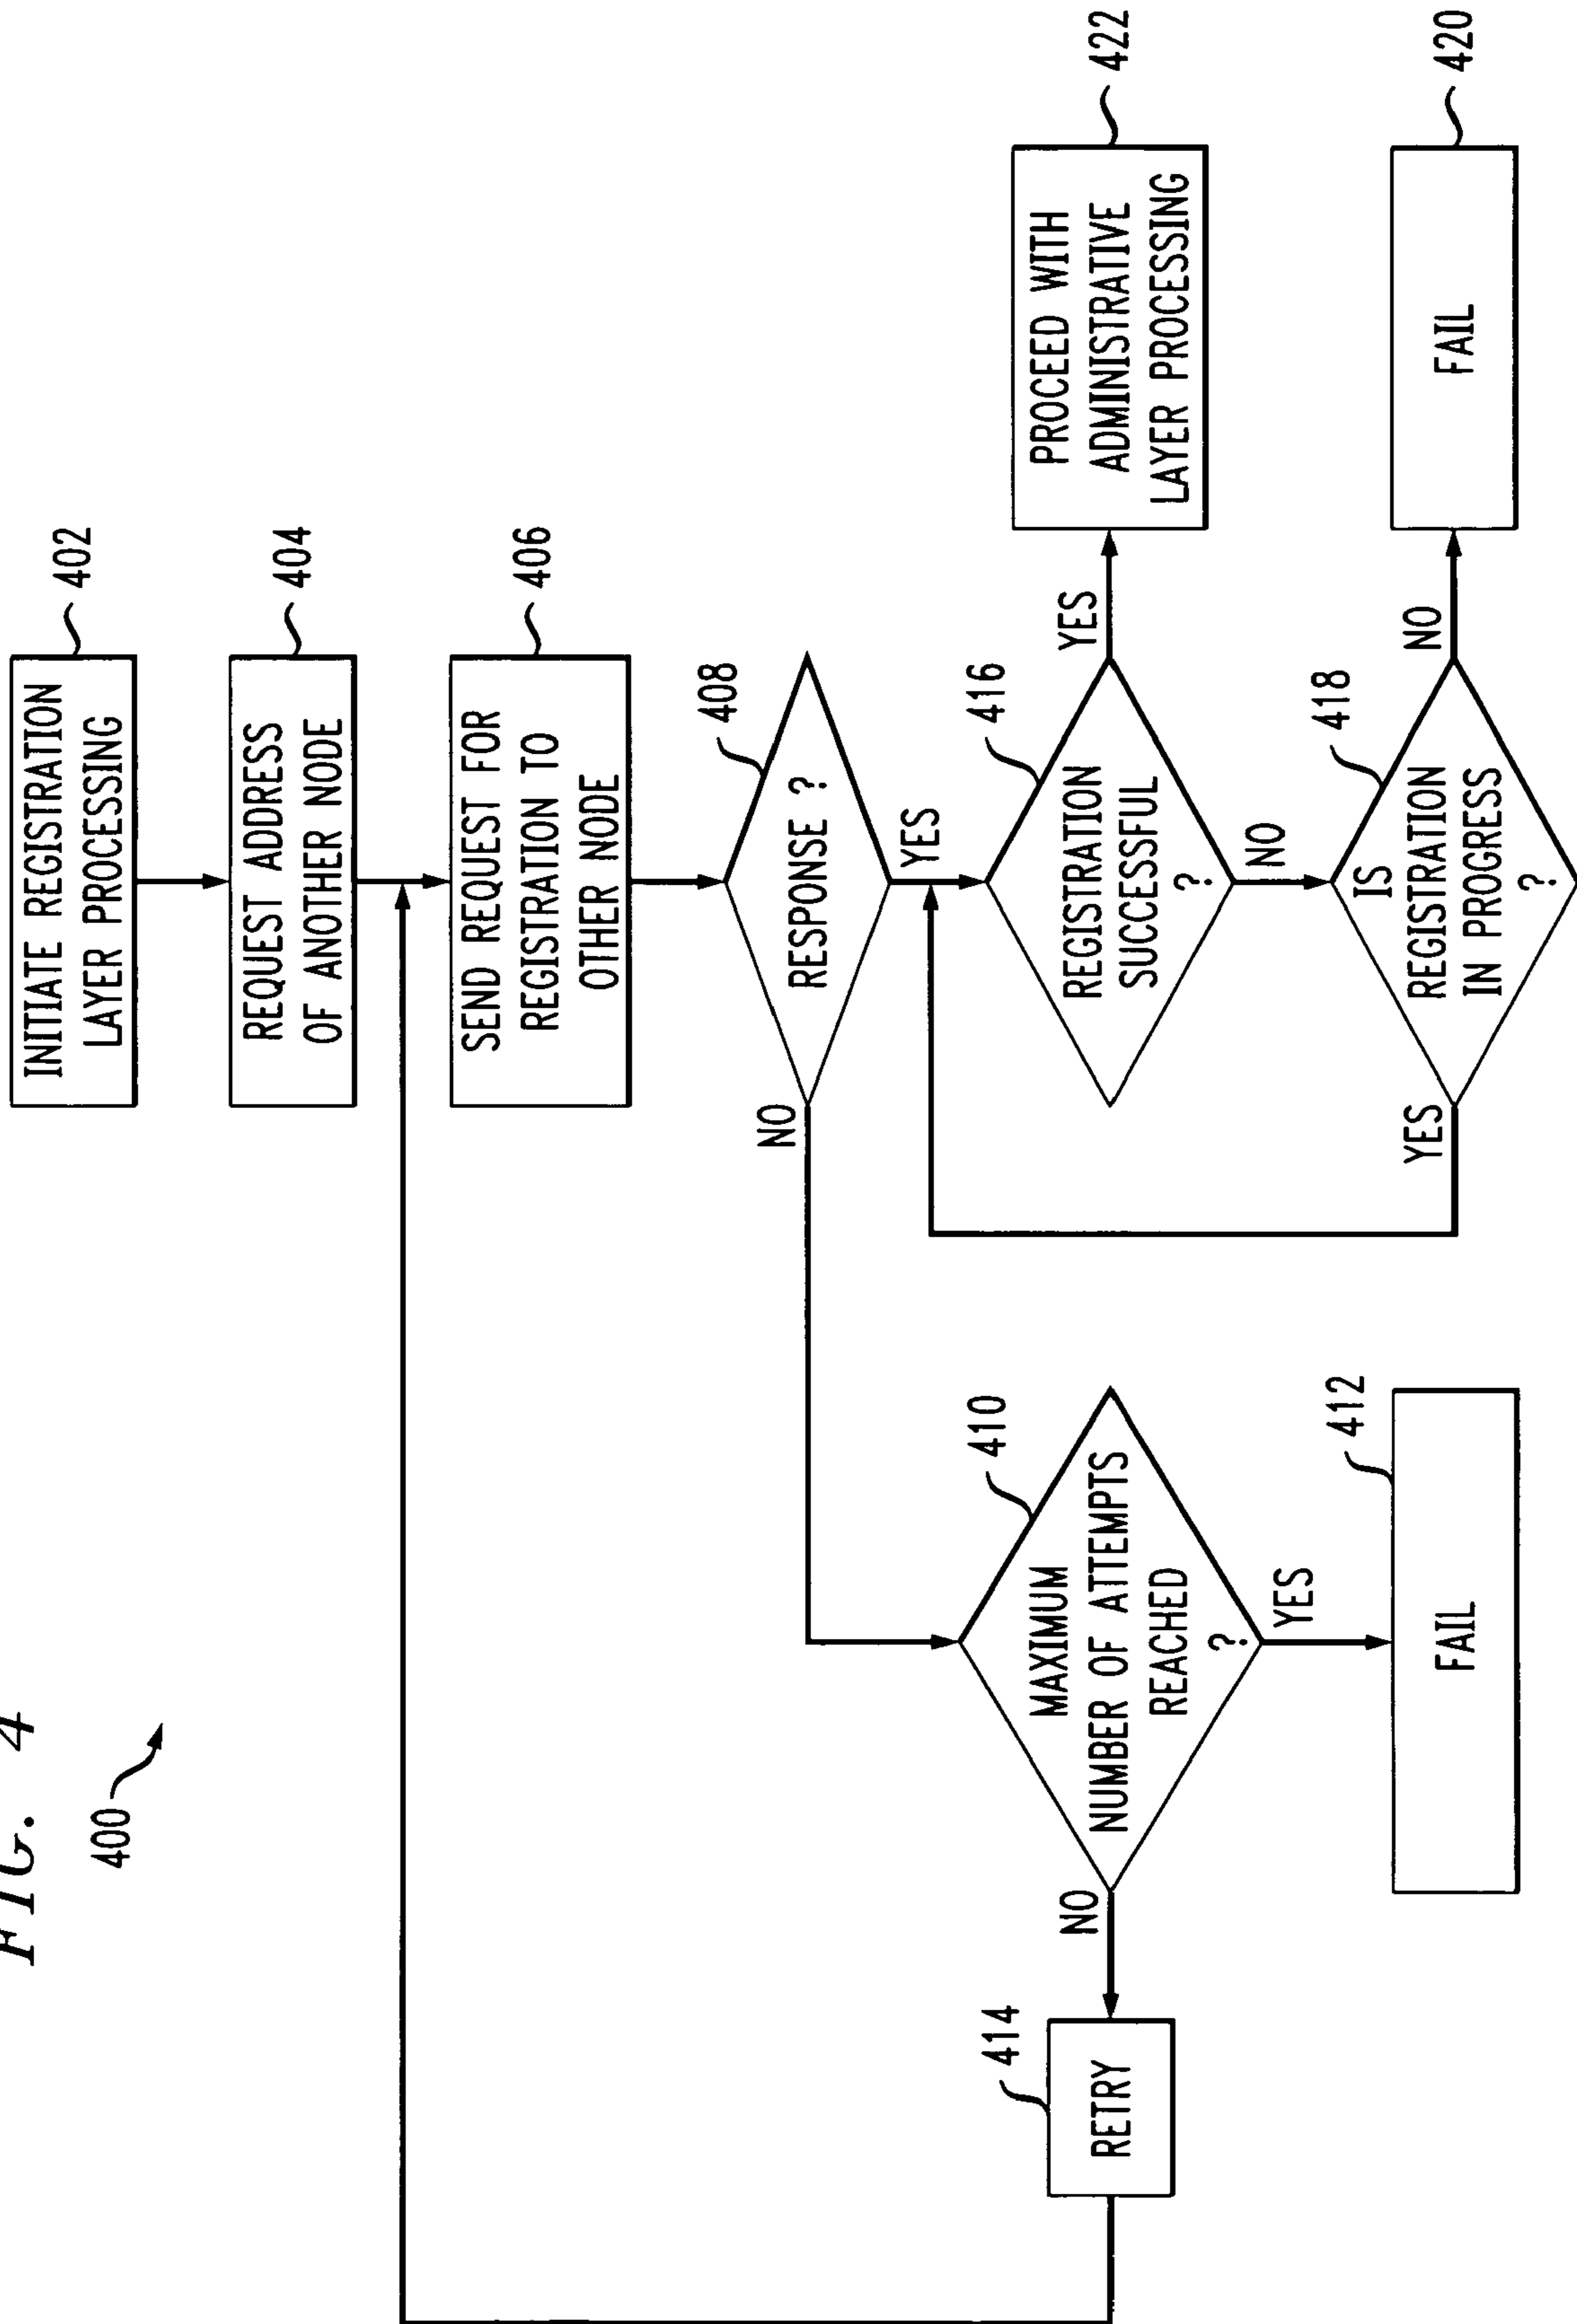 FIG. 4
400
INITIATE REGISTRATION
LAYER PROCESSING
402
REQUEST ADDRESS
OF ANOTHER NODE
404
SEND REQUEST FOR
REGISTRATION TO
OTHER NODE
406
RESPONSE ?
408
NO
YES
MAXIMUM
NUMBER OF ATTEMPTS
REACHED
?
410
NO
YES
RETRY
414
FAIL
412
REGISTRATION
SUCCESSFUL
?
416
YES
NO
PROCEED WITH
ADMINISTRATIVE
LAYER PROCESSING
422
IS
REGISTRATION
IN PROGRESS
?
418
YES
NO
FAIL
420